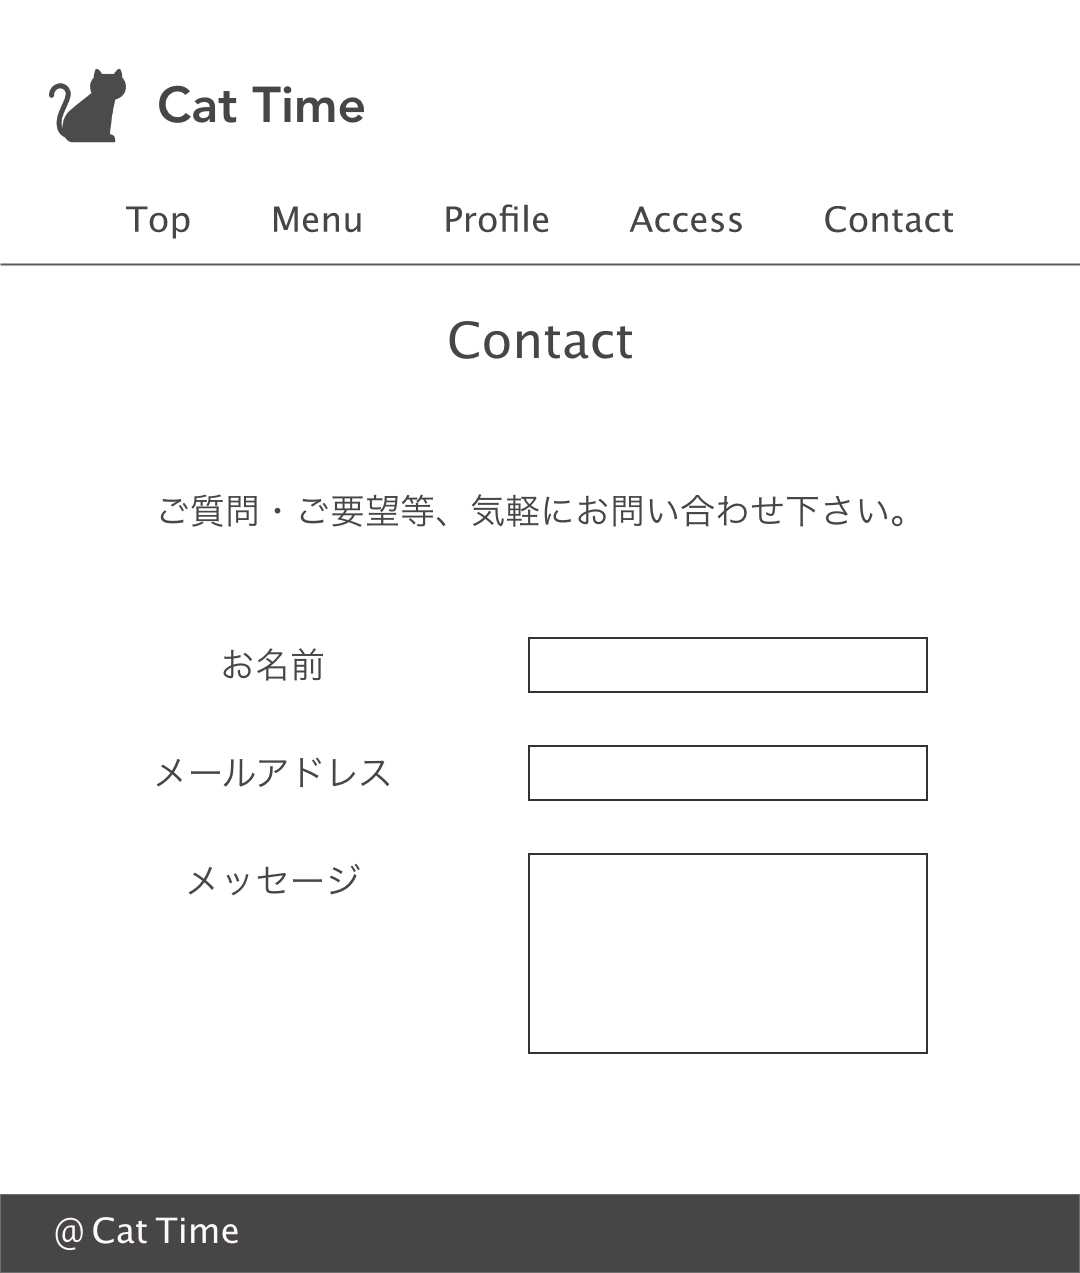 Cat Time
Top Menu Profile Access Contact
Contact
ご質問・ご要望等、気軽にお問い合わせ下さい。
お名前
メールアドレス
メッセージ
@ Cat Time